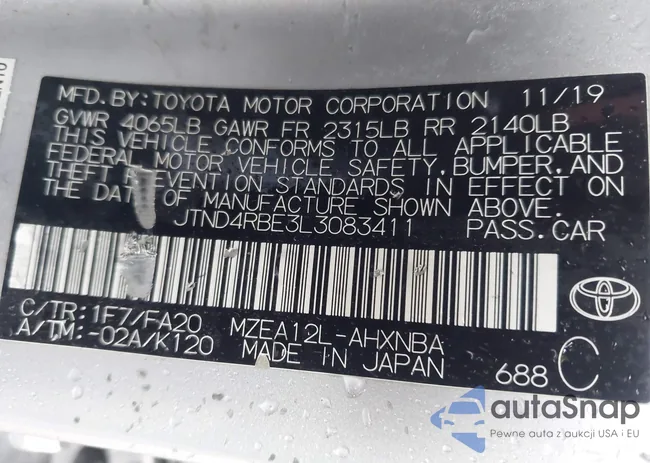 MFD. BY: TOYOTA MOTOR CORPORATION 11/19
GVWR 4065LB GAWR FR 2315LB RR 2140LB
THIS VEHICLE CONFORMS TO ALL APPLICABLE
FEDERAL MOTOR VEHICLE SAFETY, BUMPER, AND
THEFT PREVENTION STANDARDS IN EFFECT ON
THE DATE OF MANUFACTURE SHOWN ABOVE.
JTND4RBE3L3083411 PASS.CAR
C/TR: 1F7/FA20 MZEA12L-AHXNBA
A/TM: -02A/K120 MADE IN JAPAN
688 C
autaSnap
Pewne auta z aukcji USA i EU